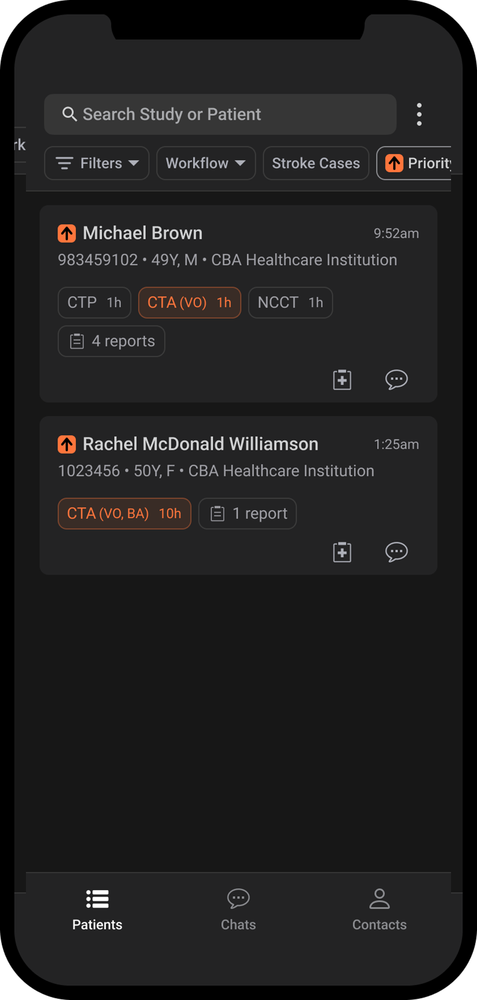 Search Study or Patient
rk
Filters Workflow Stroke Cases Priority
Michael Brown 9:52am
983459102 • 49Y, M • CBA Healthcare Institution
CTP 1h CTA (VO) 1h NCCT 1h
4 reports
Rachel McDonald Williamson 1:25am
1023456 • 50Y, F • CBA Healthcare Institution
CTA (VO, BA) 10h 1 report
Patients Chats Contacts